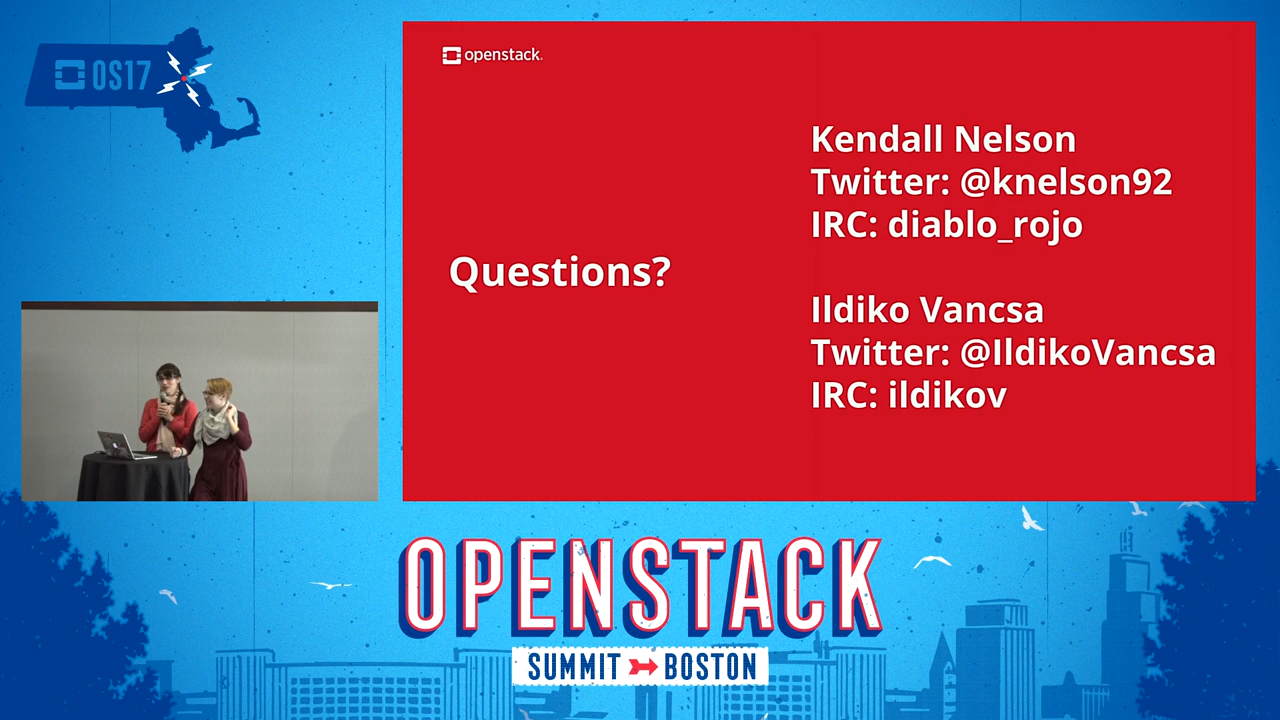 OS17
openstack.
Questions?
Kendall Nelson
Twitter: @knelson92
IRC: diablo_rojo
Ildiko Vancsa
Twitter: @IldikoVancsa
IRC: ildikov
OPENSTACK
SUMMIT BOSTON